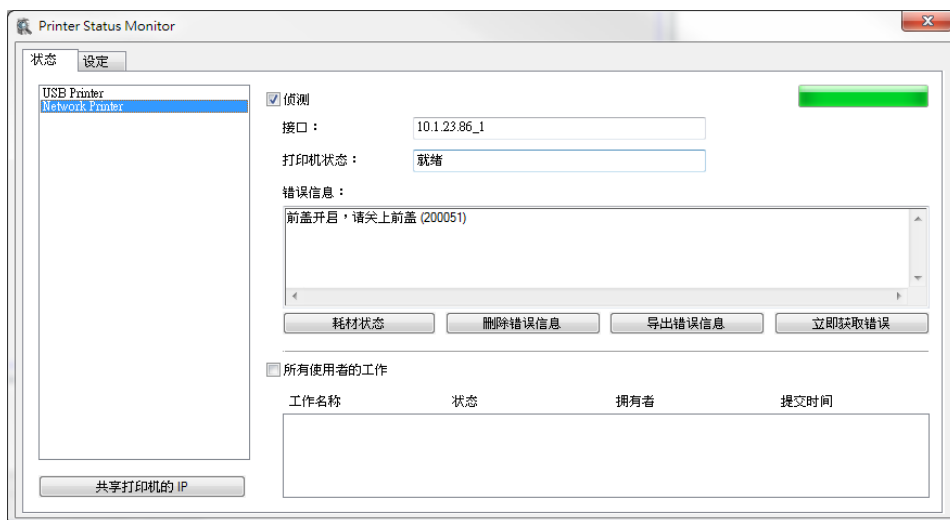 Printer Status Monitor
状态 设定
USB Printer
Network Printer
侦测
接口：
10.1.23.86_1
打印机状态：
就绪
错误信息：
前盖开启，请关上前盖 (200051)
耗材状态 删除错误信息 导出错误信息 立即获取错误
所有使用者的工作
工作名称 状态 拥有者 提交时间
共享打印机的 IP